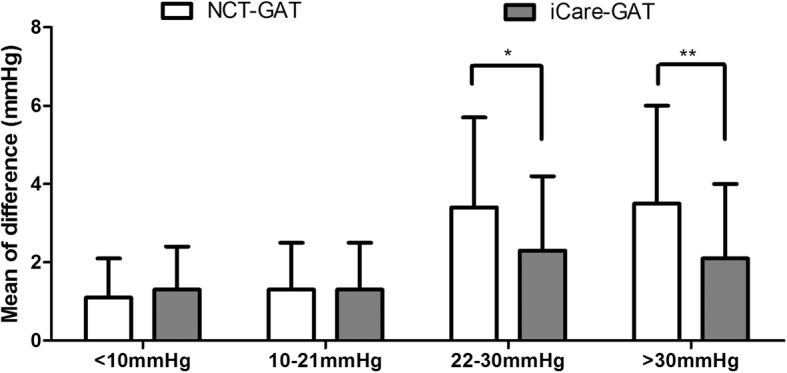 NCT-GAT
iCare-GAT
Mean of difference (mmHg)
8
6
4
2
0
*
**
<10mmHg
10-21mmHg
22-30mmHg
>30mmHg